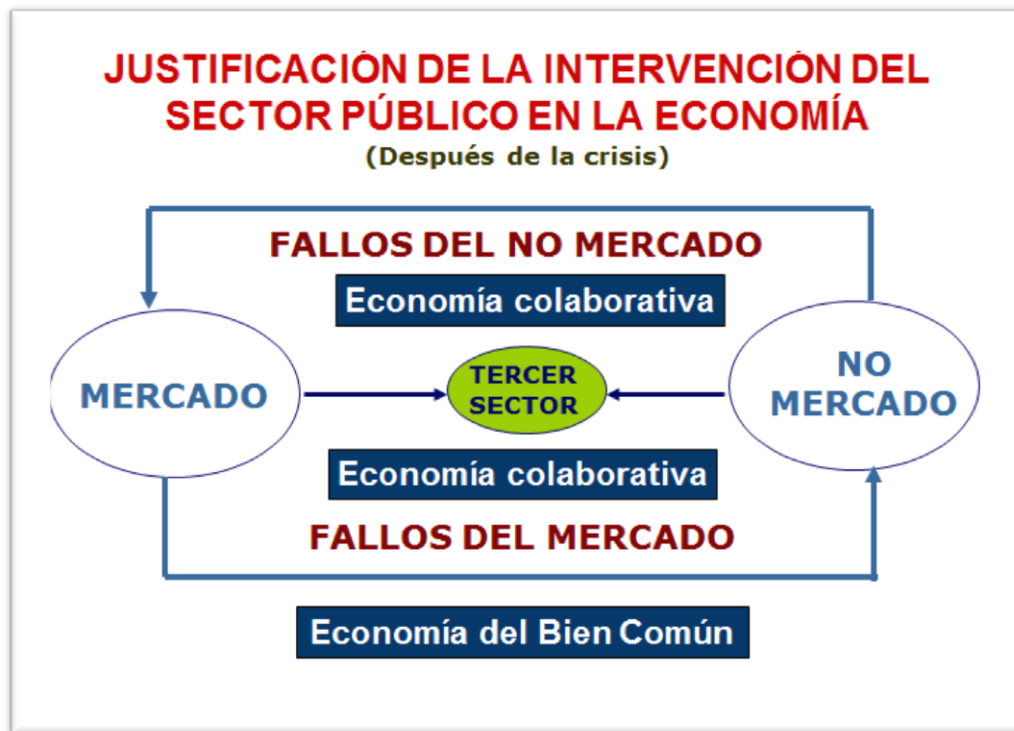 JUSTIFICACIÓN DE LA INTERVENCIÓN DEL
SECTOR PÚBLICO EN LA ECONOMÍA
(Después de la crisis)
FALLOS DEL NO MERCADO
Economía colaborativa
MERCADO
TERCER
SECTOR
NO
MERCADO
Economía colaborativa
FALLOS DEL MERCADO
Economía del Bien Común